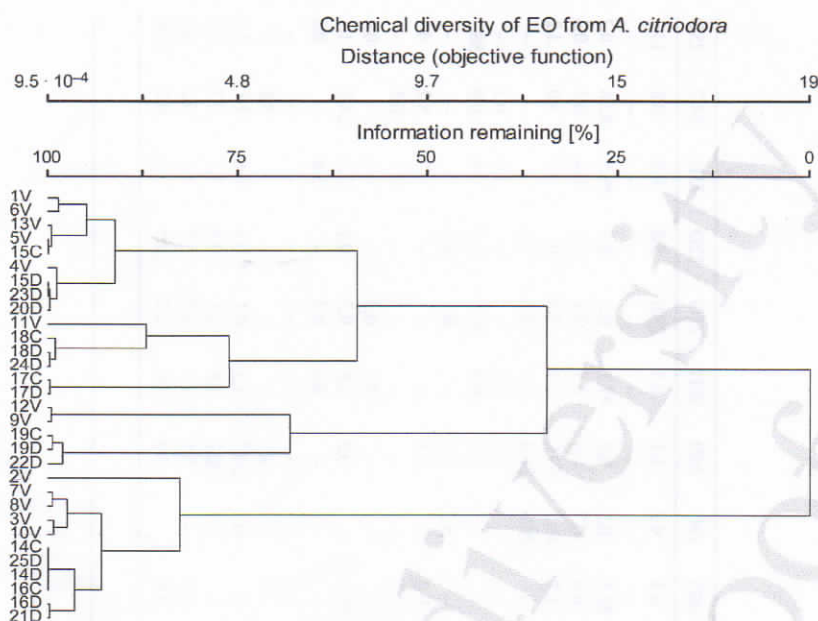 Chemical diversity of EO from A. citriodora
Distance (objective function)
9.5 · 10–4 4.8 9.7 15 19
Information remaining [%]
100 75 50 25 0
1V
6V
13V
5V
15C
4V
15D
23D
20D
11V
18C
18D
24D
17C
17D
12V
9V
19C
19D
22D
2V
7V
8V
3V
10V
14C
25D
14D
16C
16D
21D
diversity